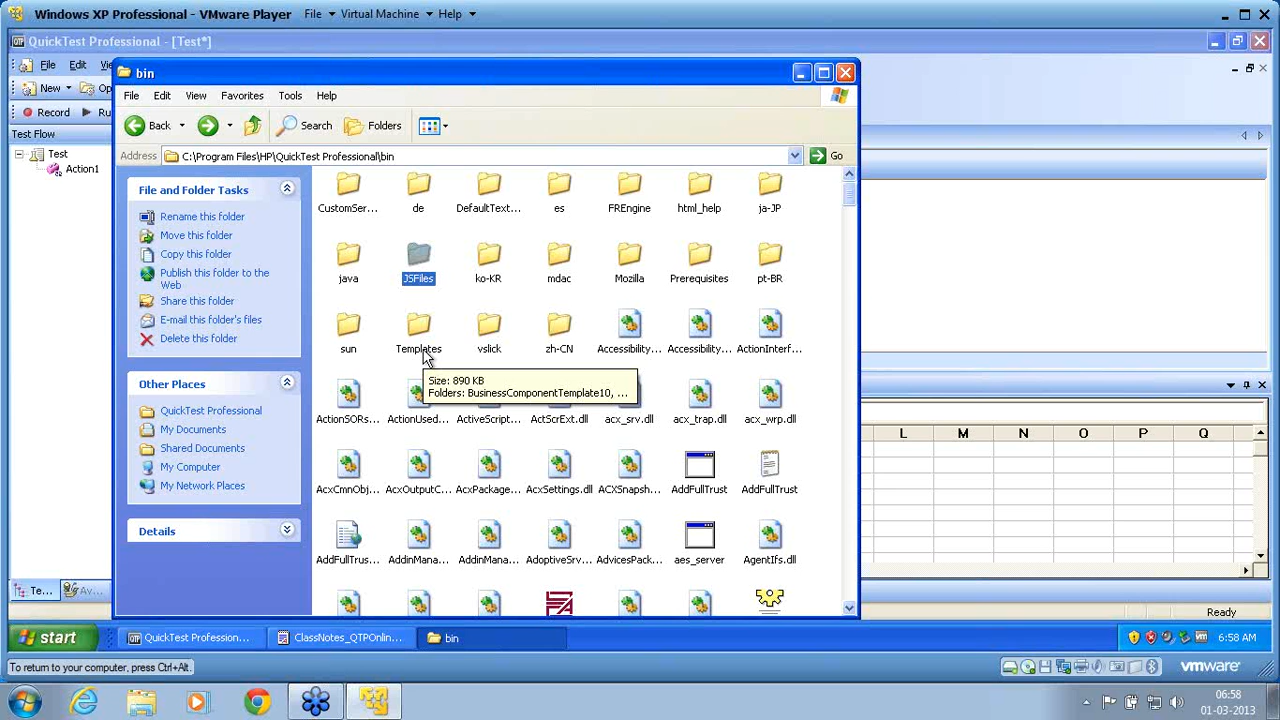 Windows XP Professional - VMware Player File Virtual Machine Help
QuickTest Professional - [Test*]
File Edit
New
Record
Test Flow
Test
Action1
bin
File Edit View Favorites Tools Help
Back Search Folders
Address C:\Program Files\HP\QuickTest Professional\bin Go
File and Folder Tasks
Rename this folder
Move this folder
Copy this folder
Publish this folder to the
Web
Share this folder
E-mail this folder's files
Delete this folder
Other Places
QuickTest Professional
My Documents
Shared Documents
My Computer
My Network Places
Details
CustomSer... de DefaultText... es FREngine html_help ja-JP
java JSFiles ko-KR mdac Mozilla Prerequisites pt-BR
sun Templates vslick zh-CN Accessibility... Accessibility... ActionInterf...
Size: 890 KB
Folders: BusinessComponentTemplate10, ...
ActionSORs... ActionUsed... ActiveScript... ActScrExt.dll acx_srv.dll acx_trap.dll acx_wrp.dll
AcxCmnObj... AcxOutputC... AcxPackage... AcxSettings.dll ACXSnapsh... AddFullTrust AddFullTrust
AddFullTrus... AddinMana... AddinMana... AdoptiveSrv... AdvicesPack... aes_server AgentIfs.dll
L M N O P Q
Te... Av...
Ready
start QuickTest Profession... ClassNotes_QTPOnlin... bin 6:58 AM
To return to your computer, press Ctrl+Alt. vmware
06:58
01-03-2013